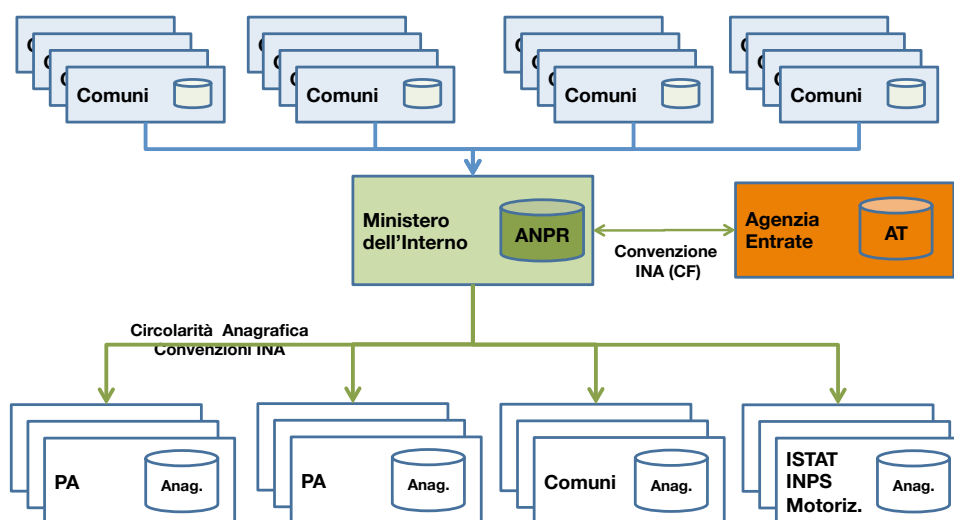 C
C
C
Comuni
C
C
C
Comuni
C
C
C
Comuni
C
C
C
Comuni
Ministero
dell'Interno
ANPR
Convenzione
INA (CF)
Agenzia
Entrate
AT
Circolarità Anagrafica
Convenzioni INA
PA
Anag.
PA
Anag.
Comuni
Anag.
ISTAT
INPS
Motoriz.
Anag.